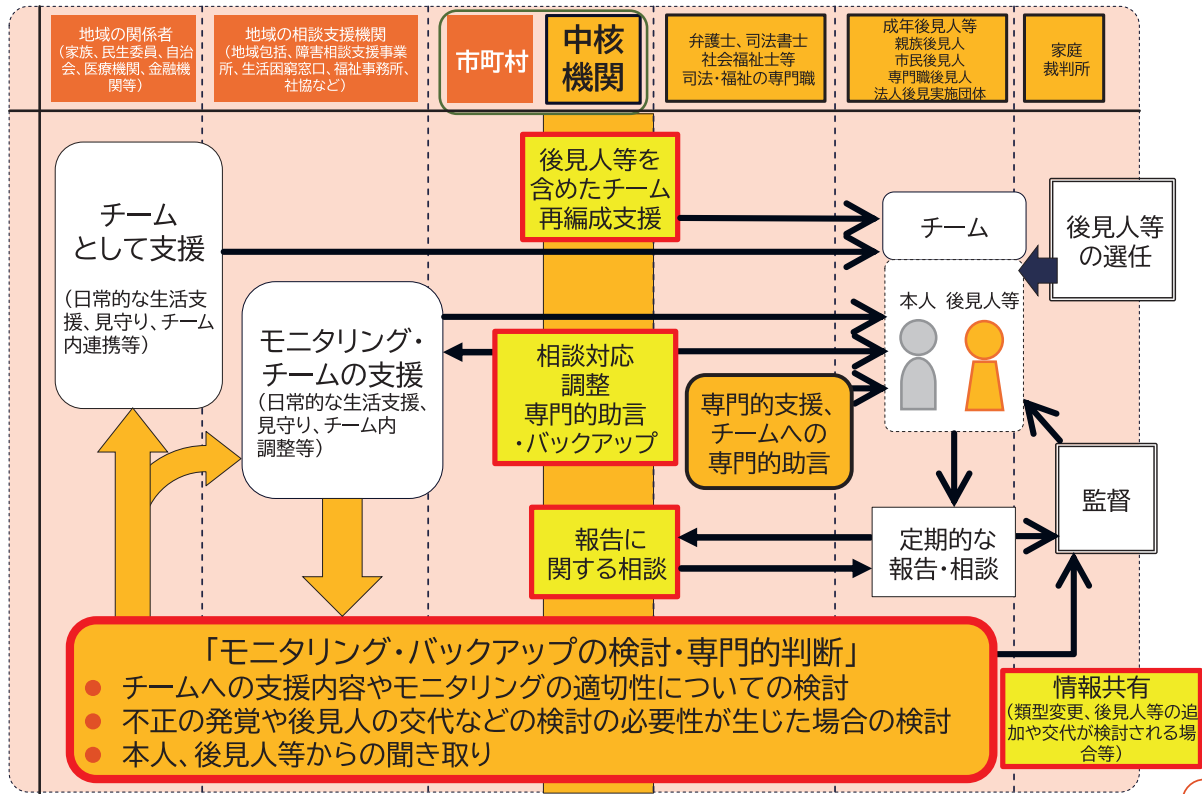 地域の関係者
(家族、民生委員、自治
会、医療機関、金融機
関等)
地域の相談支援機関
(地域包括、障害相談支援事業
所、生活困窮窓口、福祉事務所、
社協など)
市町村
中核
機関
弁護士、司法書士
社会福祉士等
司法・福祉の専門職
成年後見人等
親族後見人
市民後見人
専門職後見人
法人後見実施団体
家庭
裁判所
後見人等を
含めたチーム
再編成支援
チーム
として支援
(日常的な生活支
援、見守り、チーム
内連携等)
チーム
後見人等
の選任
本人 後見人等
モニタリング・
チームの支援
(日常的な生活支援、
見守り、チーム内
調整等)
相談対応
調整
専門的助言
・バックアップ
専門的支援、
チームへの
専門的助言
監督
報告に
関する相談
定期的な
報告・相談
「モニタリング・バックアップの検討・専門的判断」
● チームへの支援内容やモニタリングの適切性についての検討
● 不正の発覚や後見人の交代などの検討の必要性が生じた場合の検討
● 本人、後見人等からの聞き取り
情報共有
(類型変更、後見人等の追
加や交代が検討される場
合等)